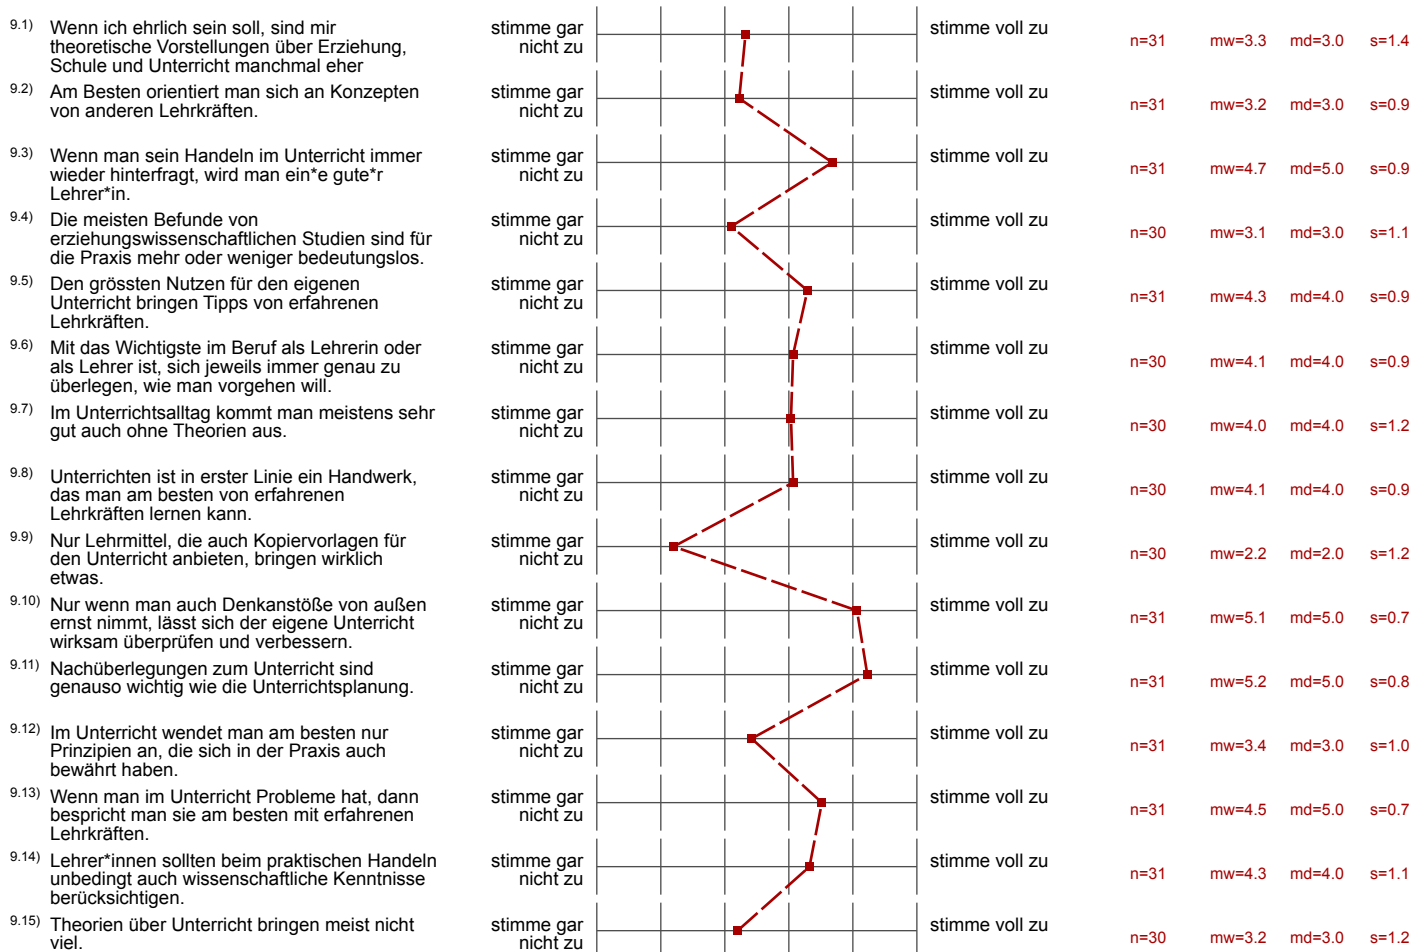 9.1) Wenn ich ehrlich sein soll, sind mir
theoretische Vorstellungen über Erziehung,
Schule und Unterricht manchmal eher
stimme gar
nicht zu
stimme voll zu
n=31 mw=3.3 md=3.0 s=1.4
9.2) Am Besten orientiert man sich an Konzepten
von anderen Lehrkräften.
stimme gar
nicht zu
stimme voll zu
n=31 mw=3.2 md=3.0 s=0.9
9.3) Wenn man sein Handeln im Unterricht immer
wieder hinterfragt, wird man ein*e gute*r
Lehrer*in.
stimme gar
nicht zu
stimme voll zu
n=31 mw=4.7 md=5.0 s=0.9
9.4) Die meisten Befunde von
erziehungswissenschaftlichen Studien sind für
die Praxis mehr oder weniger bedeutungslos.
stimme gar
nicht zu
stimme voll zu
n=30 mw=3.1 md=3.0 s=1.1
9.5) Den grössten Nutzen für den eigenen
Unterricht bringen Tipps von erfahrenen
Lehrkräften.
stimme gar
nicht zu
stimme voll zu
n=31 mw=4.3 md=4.0 s=0.9
9.6) Mit das Wichtigste im Beruf als Lehrerin oder
als Lehrer ist, sich jeweils immer genau zu
überlegen, wie man vorgehen will.
stimme gar
nicht zu
stimme voll zu
n=30 mw=4.1 md=4.0 s=0.9
9.7) Im Unterrichtsalltag kommt man meistens sehr
gut auch ohne Theorien aus.
stimme gar
nicht zu
stimme voll zu
n=30 mw=4.0 md=4.0 s=1.2
9.8) Unterrichten ist in erster Linie ein Handwerk,
das man am besten von erfahrenen
Lehrkräften lernen kann.
stimme gar
nicht zu
stimme voll zu
n=30 mw=4.1 md=4.0 s=0.9
9.9) Nur Lehrmittel, die auch Kopiervorlagen für
den Unterricht anbieten, bringen wirklich
etwas.
stimme gar
nicht zu
stimme voll zu
n=30 mw=2.2 md=2.0 s=1.2
9.10) Nur wenn man auch Denkanstöße von außen
ernst nimmt, lässt sich der eigene Unterricht
wirksam überprüfen und verbessern.
stimme gar
nicht zu
stimme voll zu
n=31 mw=5.1 md=5.0 s=0.7
9.11) Nachüberlegungen zum Unterricht sind
genauso wichtig wie die Unterrichtsplanung.
stimme gar
nicht zu
stimme voll zu
n=31 mw=5.2 md=5.0 s=0.8
9.12) Im Unterricht wendet man am besten nur
Prinzipien an, die sich in der Praxis auch
bewährt haben.
stimme gar
nicht zu
stimme voll zu
n=31 mw=3.4 md=3.0 s=1.0
9.13) Wenn man im Unterricht Probleme hat, dann
bespricht man sie am besten mit erfahrenen
Lehrkräften.
stimme gar
nicht zu
stimme voll zu
n=31 mw=4.5 md=5.0 s=0.7
9.14) Lehrer*innen sollten beim praktischen Handeln
unbedingt auch wissenschaftliche Kenntnisse
berücksichtigen.
stimme gar
nicht zu
stimme voll zu
n=31 mw=4.3 md=4.0 s=1.1
9.15) Theorien über Unterricht bringen meist nicht
viel.
stimme gar
nicht zu
stimme voll zu
n=30 mw=3.2 md=3.0 s=1.2